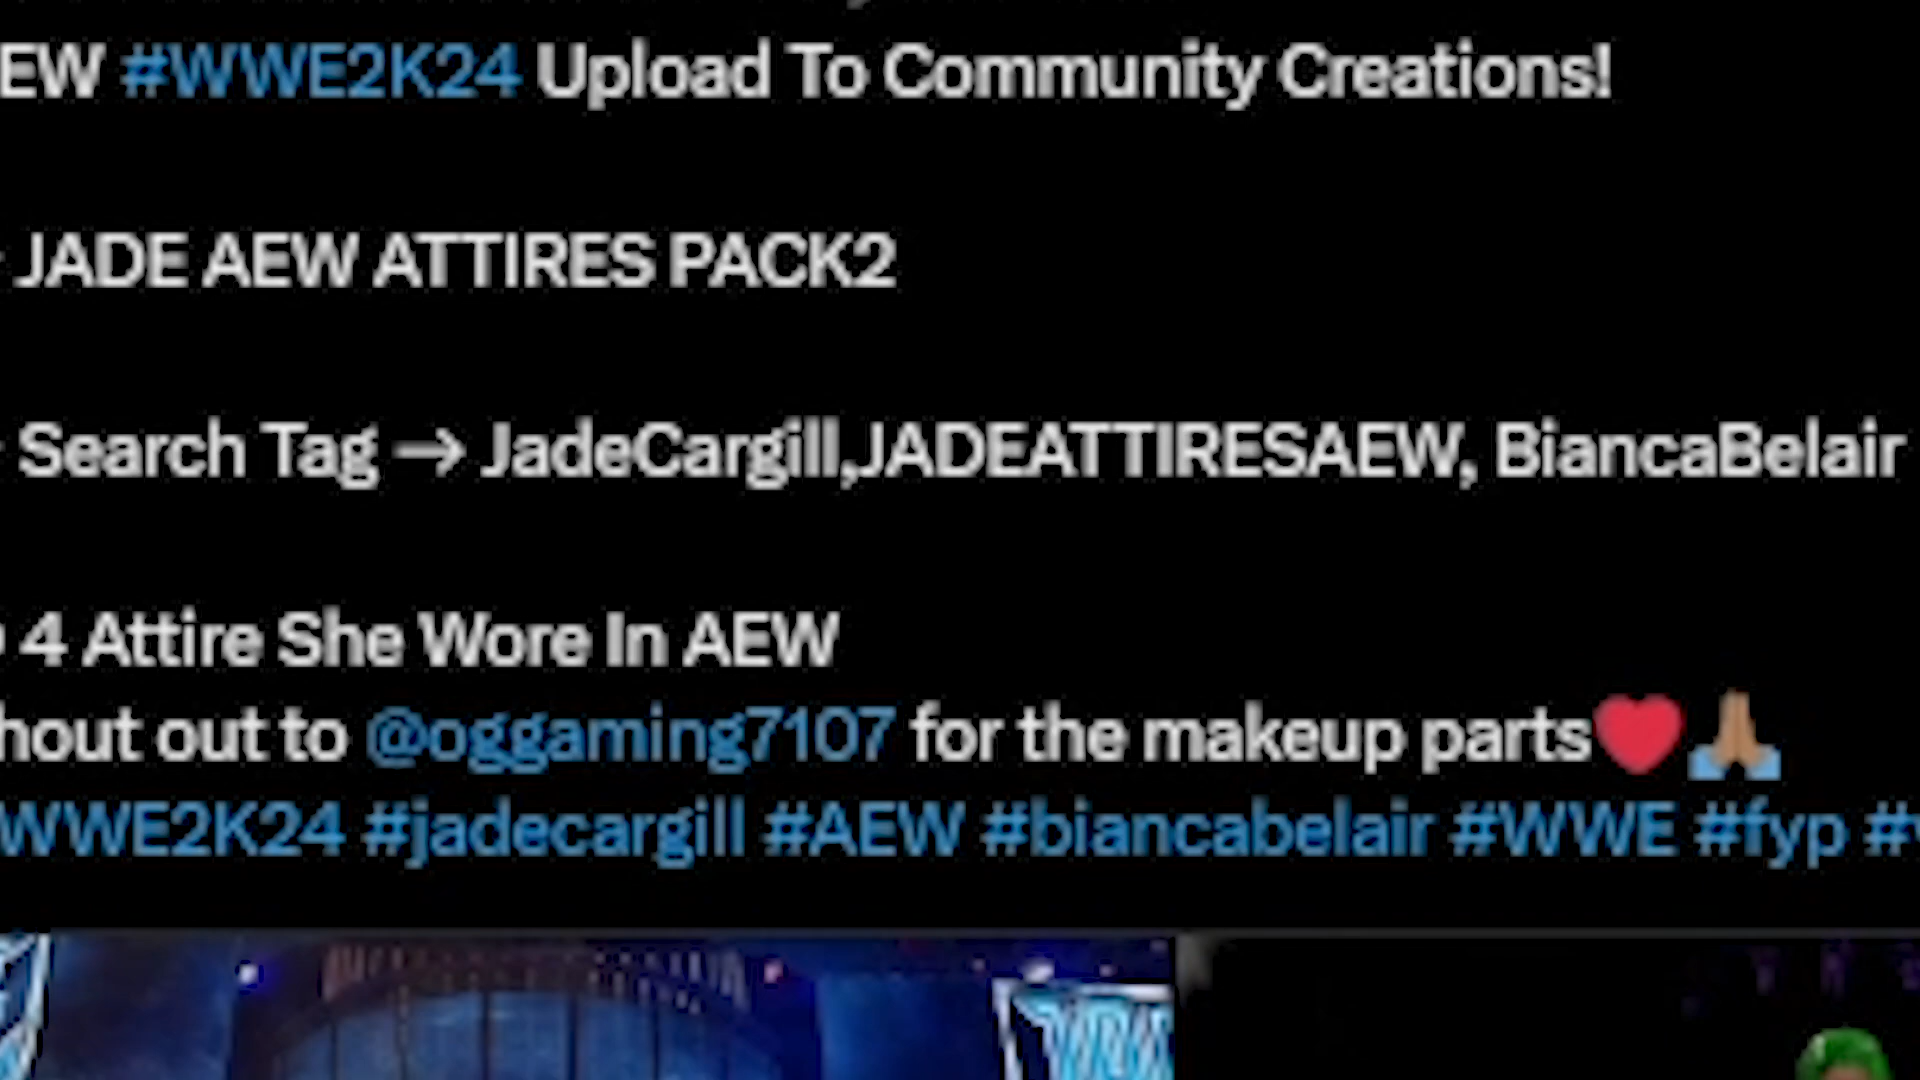 EW #WWE2K24 Upload To Community Creations!
JADE AEW ATTIRES PACK2
Search Tag → JadeCargill,JADEATTIRESAEW, BiancaBelair
4 Attire She Wore In AEW
hout out to @oggaming7107 for the makeup parts❤️🙏🏽
WWE2K24 #jadecargill #AEW #biancabelair #WWE #fyp #